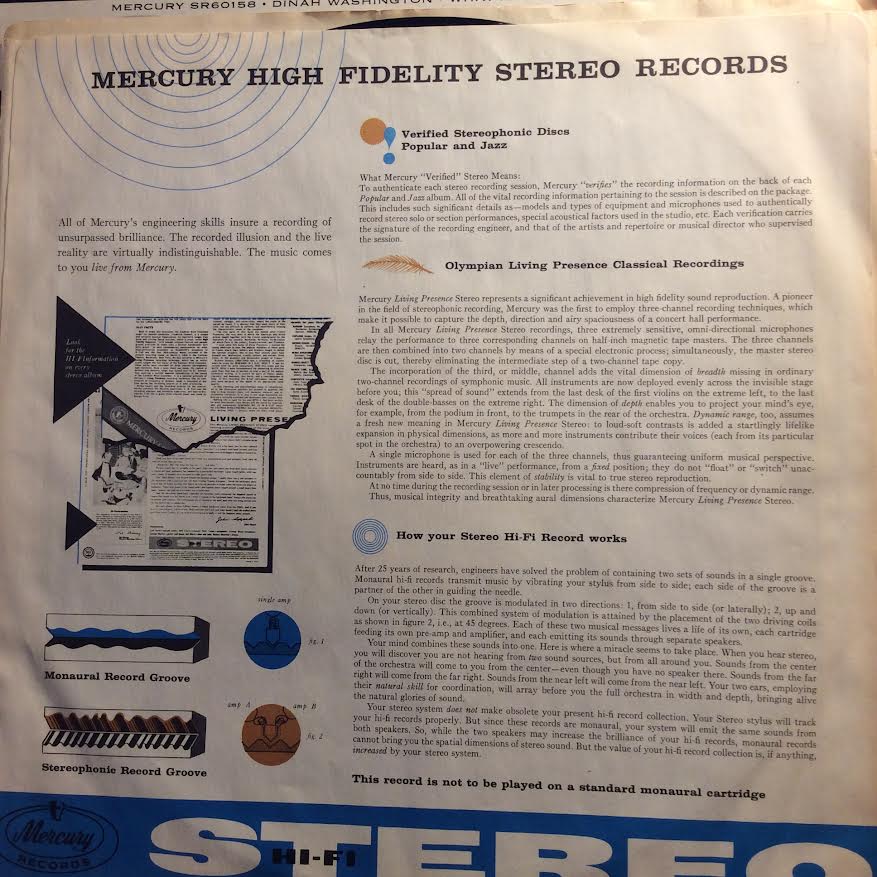 MERCURY SR60158 • DINAH WASHINGTON •
MERCURY HIGH FIDELITY STEREO RECORDS
All of Mercury's engineering skills insure a recording of
unsurpassed brilliance. The recorded illusion and the live
reality are virtually indistinguishable. The music comes
to you live from Mercury.
Look
for the
HI FInformation
on every
stereo album
Mercury
RECORDS
LIVING PRESE
MERCURY
STEREO
single amp
fig. 1
Monaural Record Groove
amp A
amp B
fig. 2
Stereophonic Record Groove
Verified Stereophonic Discs
Popular and Jazz
What Mercury "Verified" Stereo Means:
To authenticate each stereo recording session, Mercury "verifies" the recording information on the back of each
Popular and Jazz album. All of the vital recording information pertaining to the session is described on the package.
This includes such significant details as—models and types of equipment and microphones used to authentically
record stereo solo or section performances, special acoustical factors used in the studio, etc. Each verification carries
the signature of the recording engineer, and that of the artists and repertoire or musical director who supervised
the session.
Olympian Living Presence Classical Recordings
Mercury Living Presence Stereo represents a significant achievement in high fidelity sound reproduction. A pioneer
in the field of stereophonic recording, Mercury was the first to employ three-channel recording techniques, which
make it possible to capture the depth, direction and airy spaciousness of a concert hall performance.
In all Mercury Living Presence Stereo recordings, three extremely sensitive, omni-directional microphones
relay the performance to three corresponding channels on half-inch magnetic tape masters. The three channels
are then combined into two channels by means of a special electronic process; simultaneously, the master stereo
disc is cut, thereby eliminating the intermediate step of a two-channel tape copy.
The incorporation of the third, or middle, channel adds the vital dimension of breadth missing in ordinary
two-channel recordings of symphonic music. All instruments are now deployed evenly across the invisible stage
before you; this "spread of sound" extends from the last desk of the first violins on the extreme left, to the last
desk of the double-basses on the extreme right. The dimension of depth enables you to project your mind's eye,
for example, from the podium in front, to the trumpets in the rear of the orchestra. Dynamic range, too, assumes
a fresh new meaning in Mercury Living Presence Stereo: to loud-soft contrasts is added a startlingly lifelike
expansion in physical dimensions, as more and more instruments contribute their voices (each from its particular
spot in the orchestra) to an overpowering crescendo.
A single microphone is used for each of the three channels, thus guaranteeing uniform musical perspective.
Instruments are heard, as in a "live" performance, from a fixed position; they do not "float" or "switch" unac-
countably from side to side. This element of stability is vital to true stereo reproduction.
At no time during the recording session or in later processing is there compression of frequency or dynamic range.
Thus, musical integrity and breathtaking aural dimensions characterize Mercury Living Presence Stereo.
How your Stereo Hi-Fi Record works
After 25 years of research, engineers have solved the problem of containing two sets of sounds in a single groove.
Monaural hi-fi records transmit music by vibrating your stylus from side to side; each side of the groove is a
partner of the other in guiding the needle.
On your stereo disc the groove is modulated in two directions: 1, from side to side (or laterally); 2, up and
down (or vertically). This combined system of modulation is attained by the placement of the two driving coils
as shown in figure 2, i.e., at 45 degrees. Each of these two musical messages lives a life of its own, each cartridge
feeding its own pre-amp and amplifier, and each emitting its sounds through separate speakers.
Your mind combines these sounds into one. Here is where a miracle seems to take place. When you hear stereo,
you will discover you are not hearing from two sound sources, but from all around you. Sounds from the center
of the orchestra will come to you from the center—even though you have no speaker there. Sounds from the far
right will come from the far right. Sounds from the near left will come from the near left. Your two ears, employing
their natural skill for coordination, will array before you the full orchestra in width and depth, bringing alive
the natural glories of sound.
Your stereo system does not make obsolete your present hi-fi record collection. Your Stereo stylus will track
your hi-fi records properly. But since these records are monaural, your system will emit the same sounds from
both speakers. So, while the two speakers may increase the brilliance of your hi-fi records, monaural records
cannot bring you the spatial dimensions of stereo sound. But the value of your hi-fi record collection is, if anything,
increased by your stereo system.
This record is not to be played on a standard monaural cartridge
Mercury
RECORDS
STEREO
HI-FI